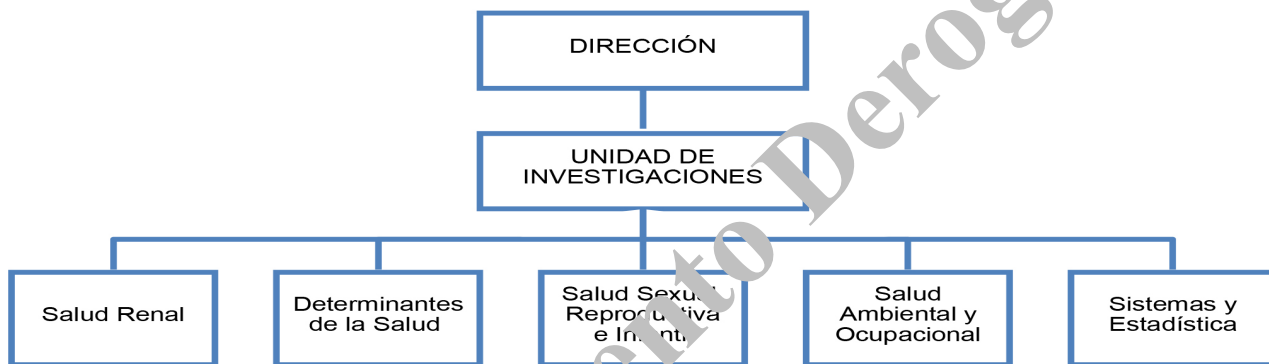 DIRECCIÓN
UNIDAD DE
INVESTIGACIONES
Salud Renal
Determinantes
de la Salud
Salud Sexual
Reproductiva
e Infantil
Salud
Ambiental y
Ocupacional
Sistemas y
Estadística